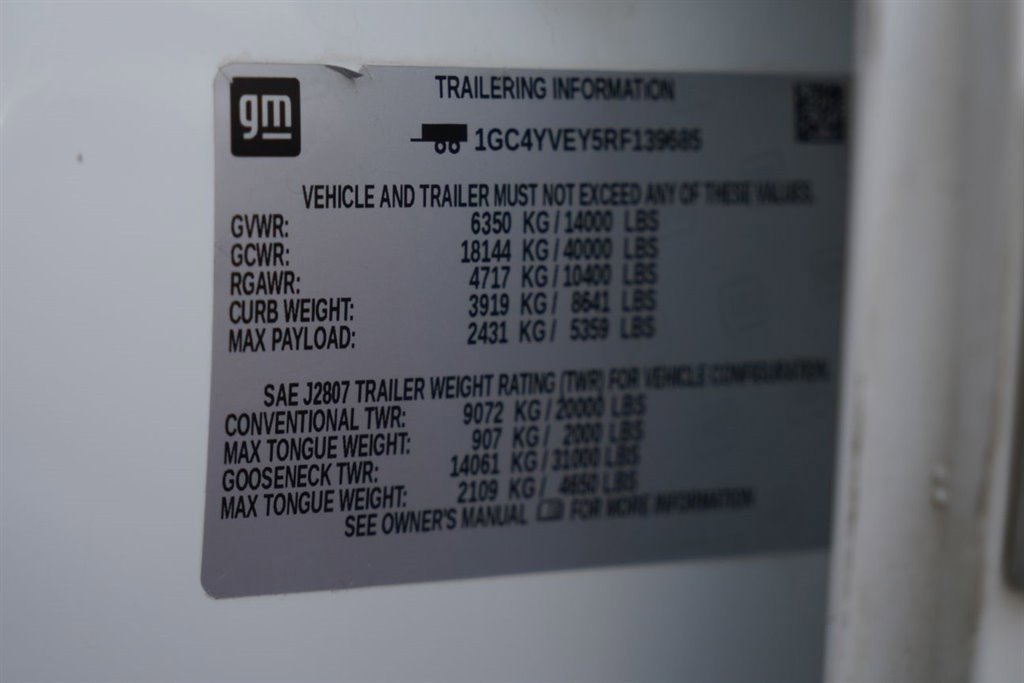 gm
TRAILERING INFORMATION
1GC4YVEY5RF139685
VEHICLE AND TRAILER MUST NOT EXCEED ANY OF THESE VALUES.
GVWR: 6350 KG / 14000 LBS
GCWR: 18144 KG / 40000 LBS
RGAWR: 4717 KG / 10400 LBS
CURB WEIGHT: 3919 KG / 8641 LBS
MAX PAYLOAD: 2431 KG / 5359 LBS
SAE J2807 TRAILER WEIGHT RATING (TWR) FOR VEHICLE CONFIGURATION.
CONVENTIONAL TWR: 9072 KG / 20000 LBS
MAX TONGUE WEIGHT: 907 KG / 2000 LBS
GOOSENECK TWR: 14061 KG / 31000 LBS
MAX TONGUE WEIGHT: 2109 KG / 4650 LBS
SEE OWNER'S MANUAL FOR MORE INFORMATION